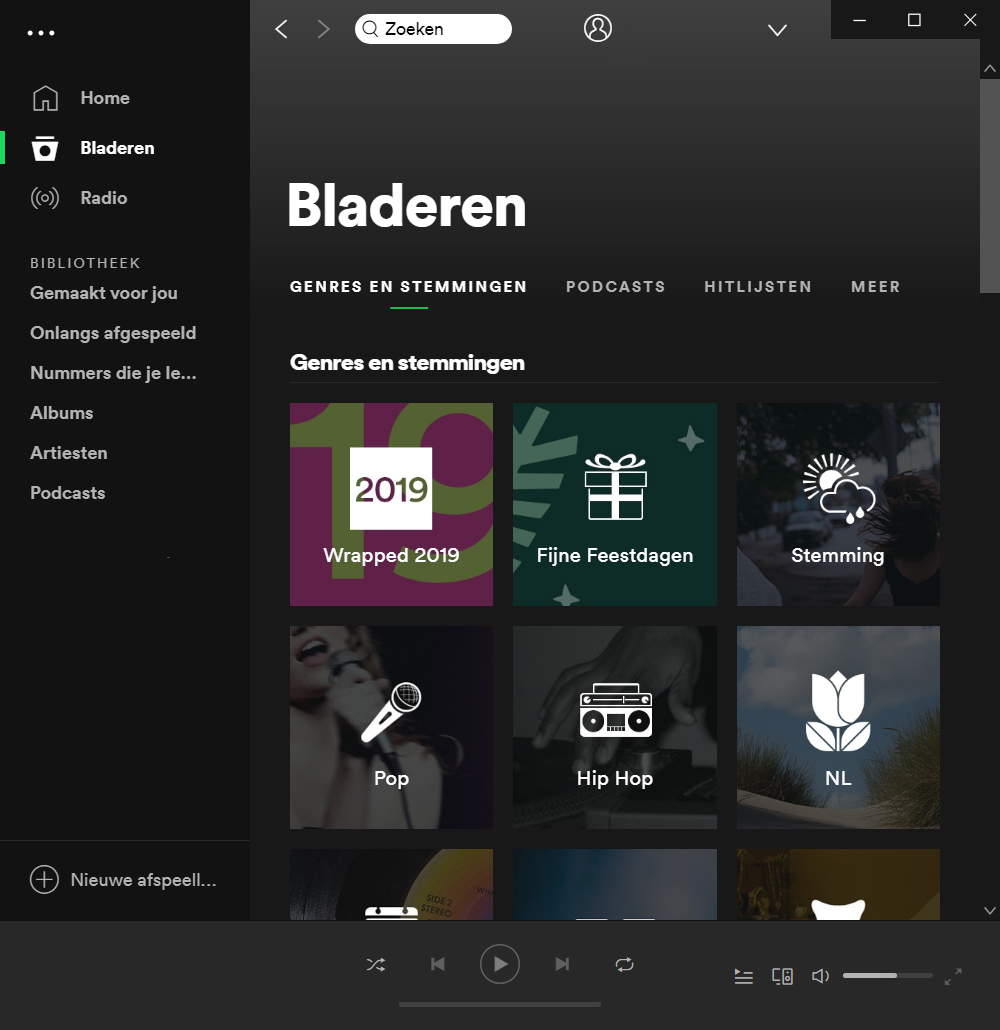 Zoeken
Home
Bladeren
Radio
BIBLIOTHEEK
Gemaakt voor jou
Onlangs afgespeeld
Nummers die je le...
Albums
Artiesten
Podcasts
Nieuwe afspeell...
Bladeren
GENRES EN STEMMINGEN PODCASTS HITLIJSTEN MEER
Genres en stemmingen
19
2019
Wrapped 2019
Fijne Feestdagen
Stemming
Pop
Hip Hop
NL
SIDE 2
STEREO